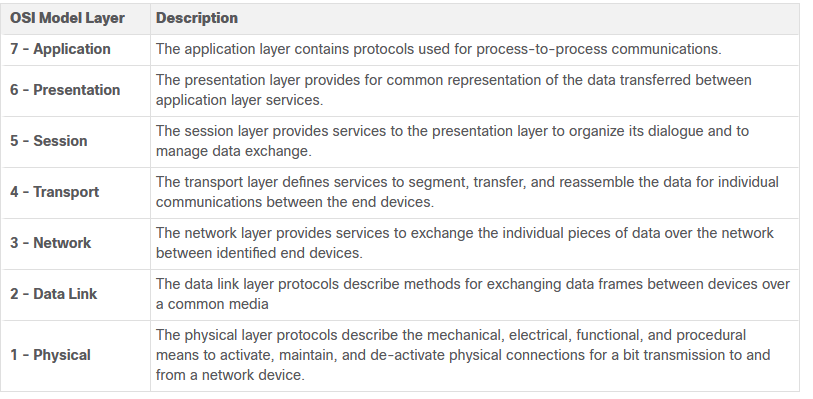 OSI Model Layer Description
7 - Application The application layer contains protocols used for process-to-process communications.
The presentation layer provides for common representation of the data transferred between
6 - Presentation
application layer services.
The session layer provides services to the presentation layer to organize its dialogue and to
5 - Session
manage data exchange.
The transport layer defines services to segment, transfer, and reassemble the data for individual
4 - Transport
communications between the end devices.
The network layer provides services to exchange the individual pieces of data over the network
3 - Network
between identified end devices.
The data link layer protocols describe methods for exchanging data frames between devices over
2 - Data Link
a common media
The physical layer protocols describe the mechanical, electrical, functional, and procedural
1 - Physical means to activate, maintain, and de-activate physical connections for a bit transmission to and
from a network device.